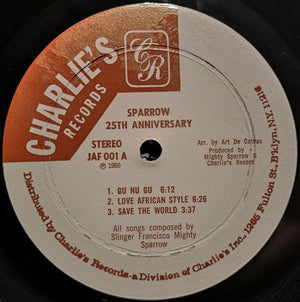 CHARLIE'S
RECORDS
CR
SPARROW
25TH ANNIVERSARY
STEREO
JAF 001 A
℗ 1980
Arr. by Art De Coteau
Produced by
Mighty Sparrow &
Charlie's Record
1. GU NU GU 6:12
2. LOVE AFRICAN STYLE 6:26
3. SAVE THE WORLD 3:37
All songs composed by
Slinger Francisco Mighty
Sparrow
Distributed by Charlie's Records-a Division of Charlie's Inc. 1265 Fulton St. B'klyn, N.Y. 11216